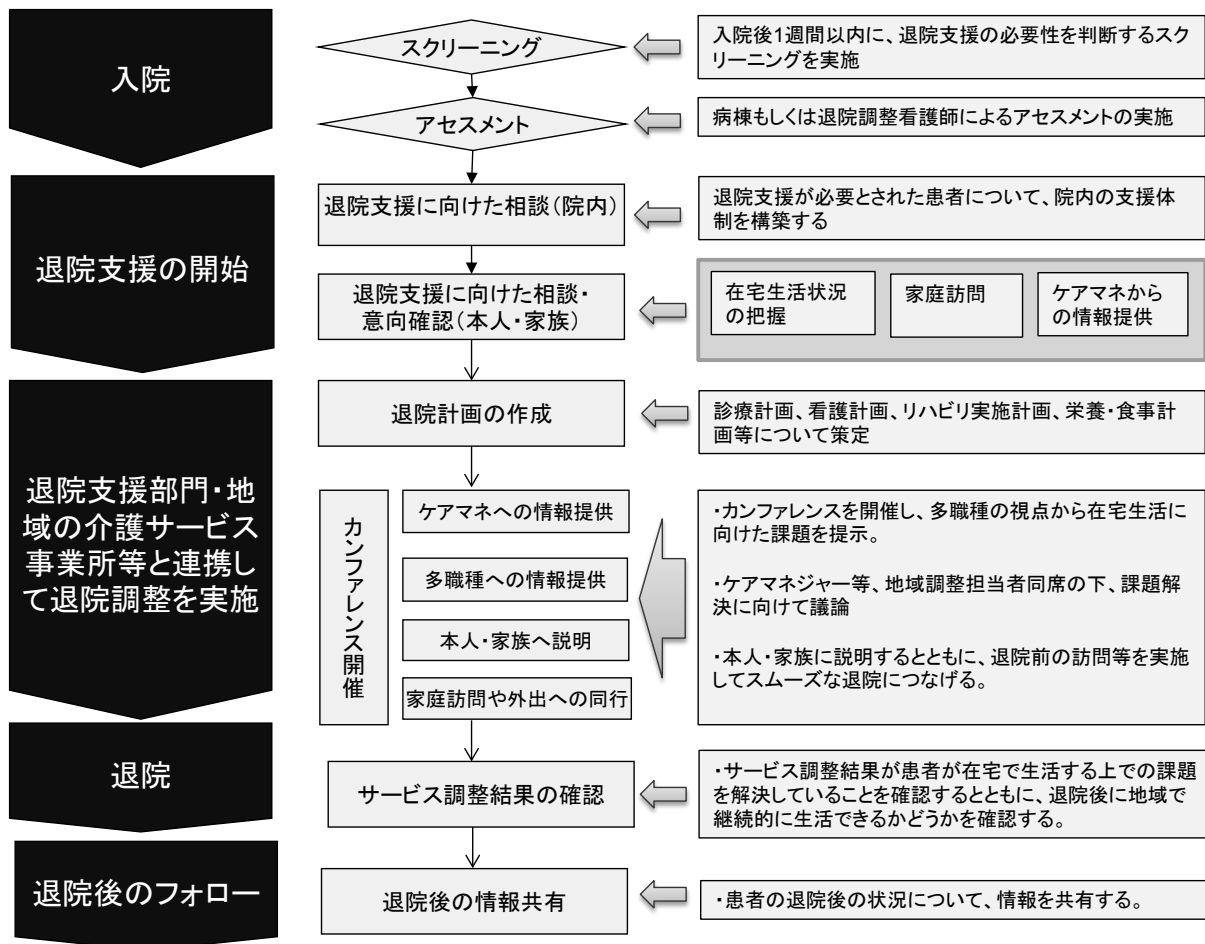 入院
スクリーニング
入院後1週間以内に、退院支援の必要性を判断するスク
リーニングを実施
アセスメント
病棟もしくは退院調整看護師によるアセスメントの実施
退院支援の開始
退院支援に向けた相談(院内)
退院支援が必要とされた患者について、院内の支援体
制を構築する
退院支援に向けた相談・
意向確認(本人・家族)
在宅生活状況
の把握
家庭訪問
ケアマネから
の情報提供
退院支援部門・地
域の介護サービス
事業所等と連携し
て退院調整を実施
退院計画の作成
診療計画、看護計画、リハビリ実施計画、栄養・食事計
画等について策定
カンファレンス開催
ケアマネへの情報提供
多職種への情報提供
本人・家族へ説明
家庭訪問や外出への同行
・カンファレンスを開催し、多職種の視点から在宅生活に
向けた課題を提示。
・ケアマネジャー等、地域調整担当者同席の下、課題解
決に向けて議論
・本人・家族に説明するとともに、退院前の訪問等を実施
してスムーズな退院につなげる。
退院
サービス調整結果の確認
・サービス調整結果が患者が在宅で生活する上での課題
を解決していることを確認するとともに、退院後に地域で
継続的に生活できるかどうかを確認する。
退院後のフォロー
退院後の情報共有
・患者の退院後の状況について、情報を共有する。